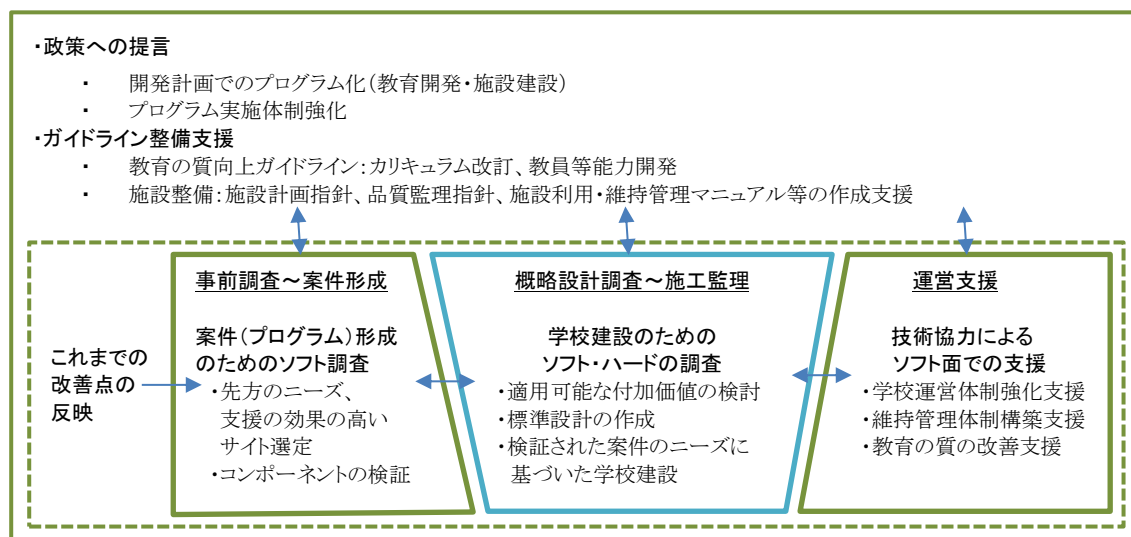 ・政策への提言
・ 開発計画でのプログラム化（教育開発・施設建設）
・ プログラム実施体制強化
・ガイドライン整備支援
・ 教育の質向上ガイドライン：カリキュラム改訂、教員等能力開発
・ 施設整備：施設計画指針、品質監理指針、施設利用・維持管理マニュアル等の作成支援
これまでの
改善点の
反映
事前調査～案件形成
案件（プログラム）形成
のためのソフト調査
・先方のニーズ、
支援の効果の高い
サイト選定
・コンポーネントの検証
概略設計調査～施工監理
学校建設のための
ソフト・ハードの調査
・適用可能な付加価値の検討
・標準設計の作成
・検証された案件のニーズに
基づいた学校建設
運営支援
技術協力による
ソフト面での支援
・学校運営体制強化支援
・維持管理体制構築支援
・教育の質の改善支援